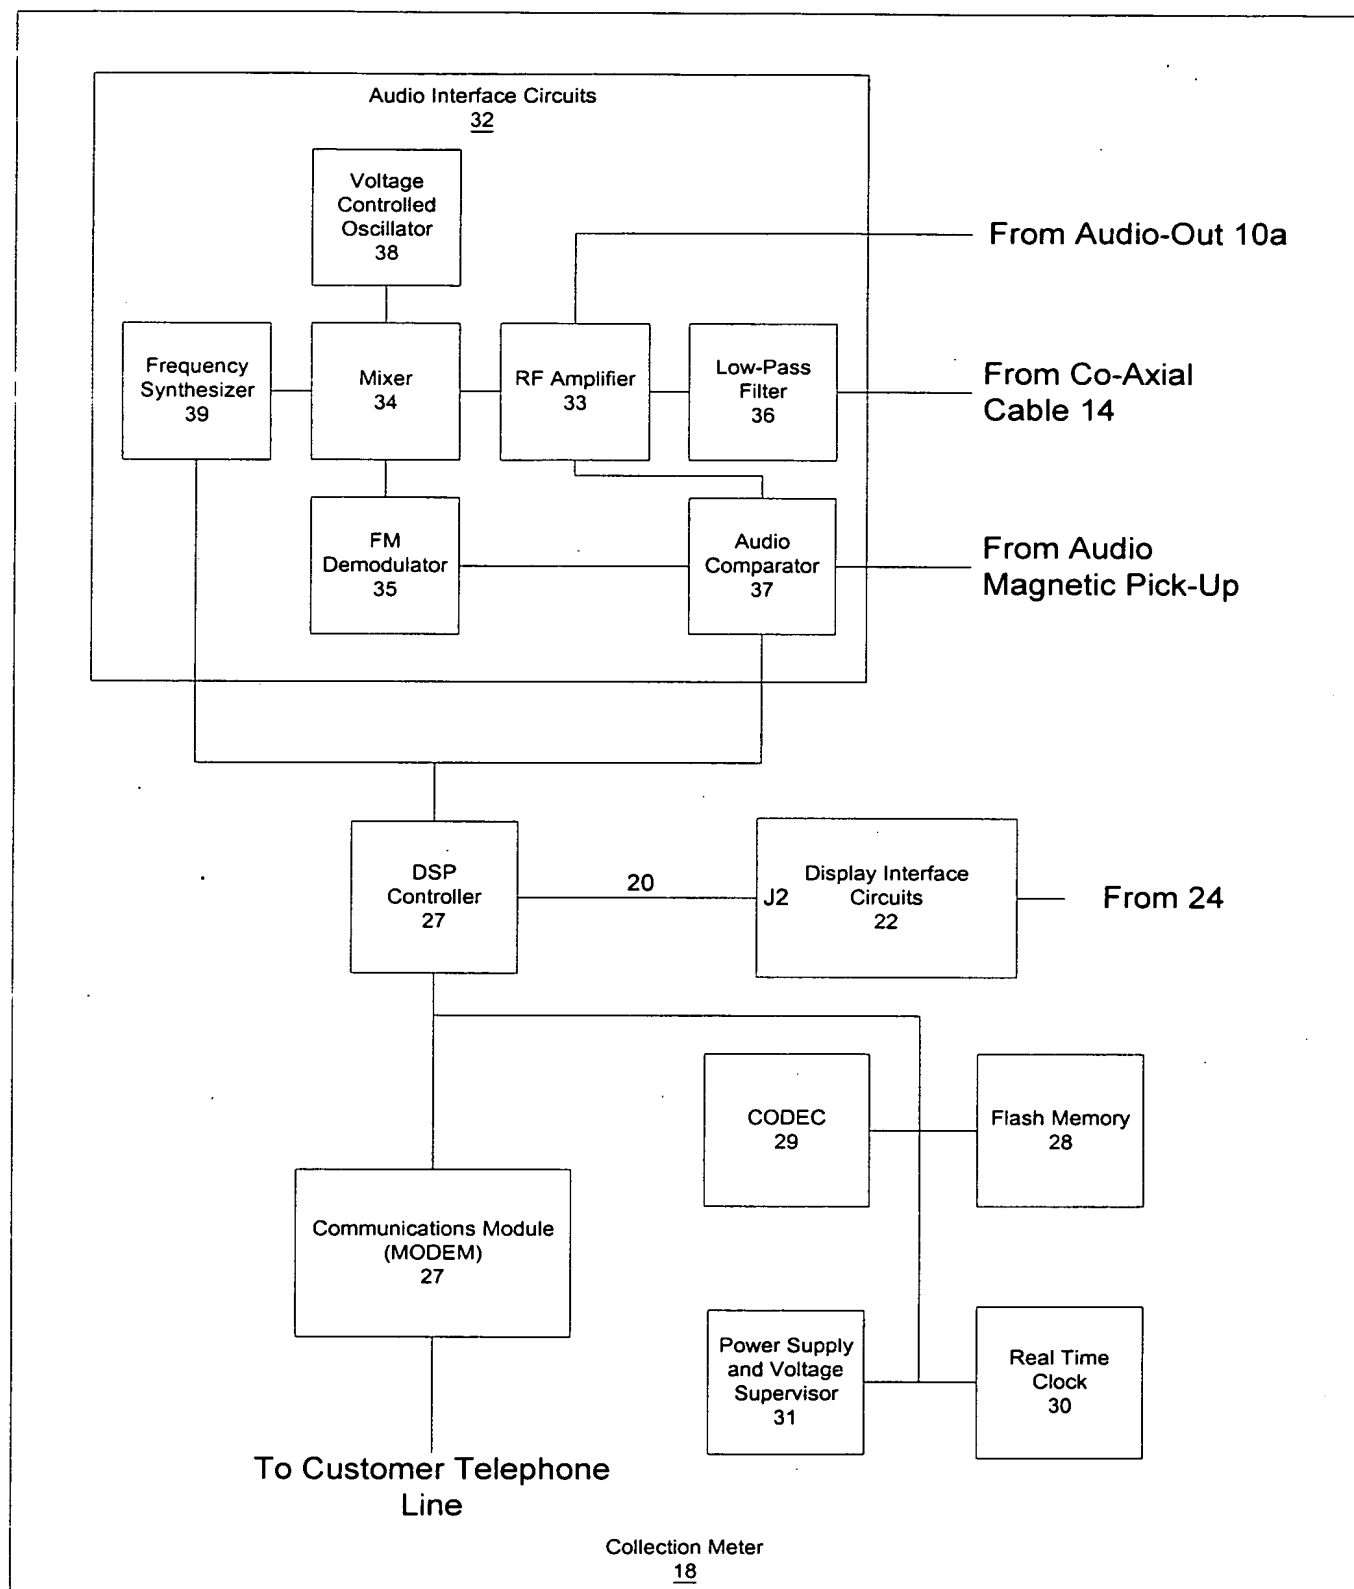 Audio Interface Circuits
32
Voltage
Controlled
Oscillator
38
From Audio-Out 10a
Frequency
Synthesizer
39
Mixer
34
RF Amplifier
33
Low-Pass
Filter
36
From Co-Axial
Cable 14
FM
Demodulator
35
Audio
Comparator
37
From Audio
Magnetic Pick-Up
DSP
Controller
27
20
J2
Display Interface
Circuits
22
From 24
CODEC
29
Flash Memory
28
Communications Module
(MODEM)
27
Power Supply
and Voltage
Supervisor
31
Real Time
Clock
30
To Customer Telephone
Line
Collection Meter
18